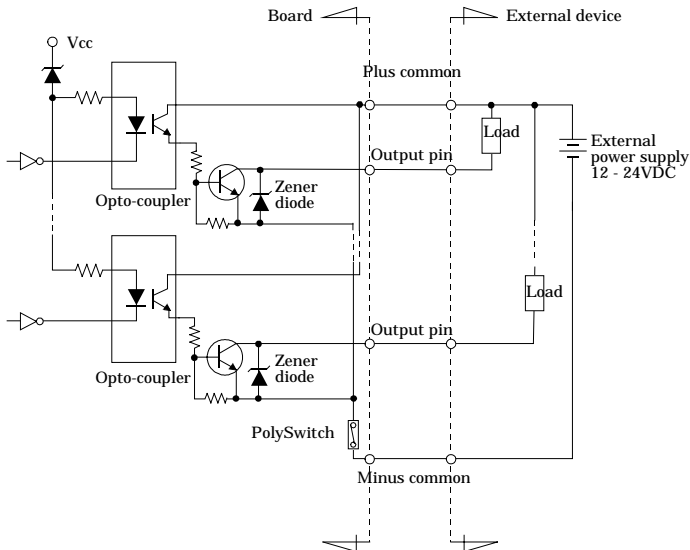 Board
External device
Vcc
Plus common
Load
External
power supply
12 - 24VDC
Output pin
Opto-coupler
Zener
diode
Load
Output pin
Opto-coupler
Zener
diode
PolySwitch
Minus common